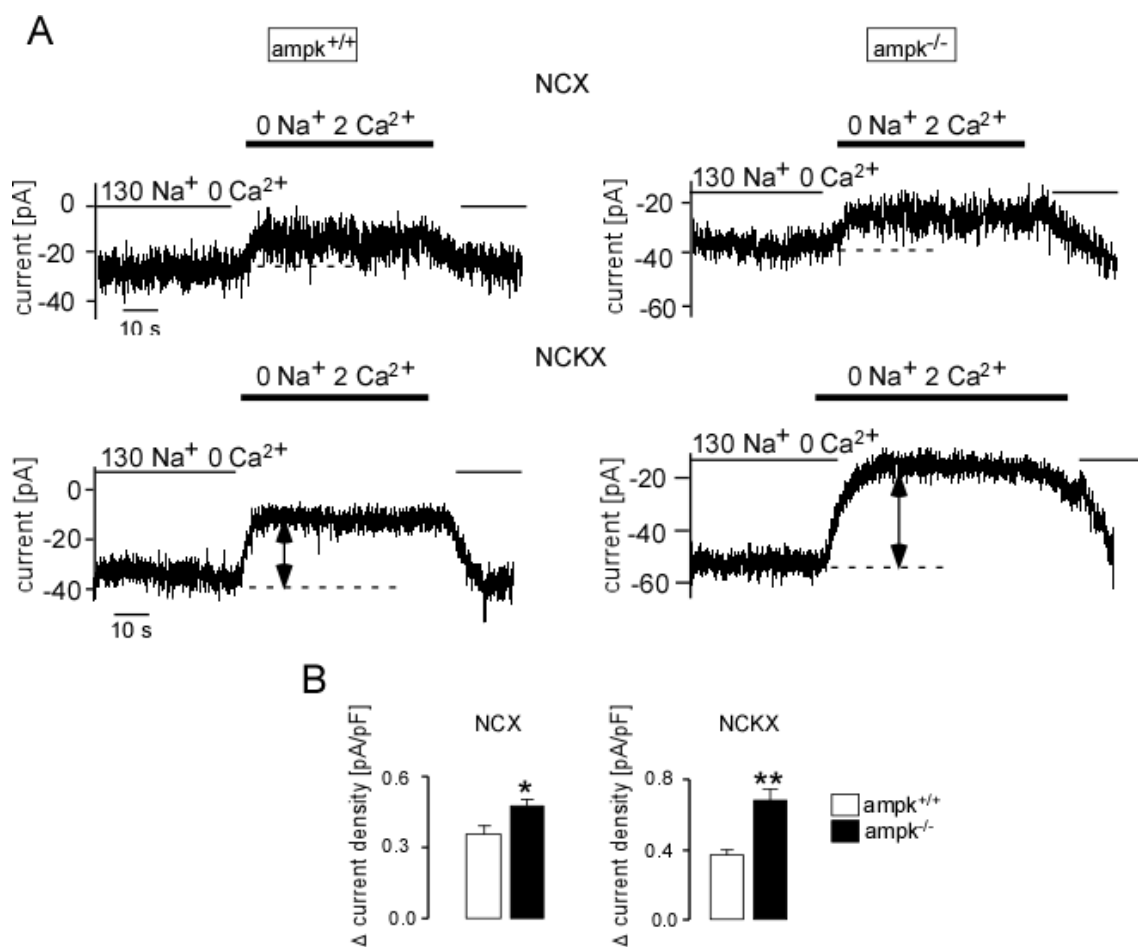 A
ampk+/+
ampk-/-
NCX
0 Na+ 2 Ca2+
0 Na+ 2 Ca2+
130 Na+ 0 Ca2+
130 Na+ 0 Ca2+
current [pA]
0
-20
-40
10 s
current [pA]
-20
-40
-60
NCKX
0 Na+ 2 Ca2+
0 Na+ 2 Ca2+
130 Na+ 0 Ca2+
130 Na+ 0 Ca2+
current [pA]
0
-20
-40
10 s
current [pA]
-20
-40
-60
B
NCX
Δ current density [pA/pF]
0.6
0.3
0.0
*
NCKX
Δ current density [pA/pF]
0.8
0.4
0.0
**
ampk+/+
ampk-/-